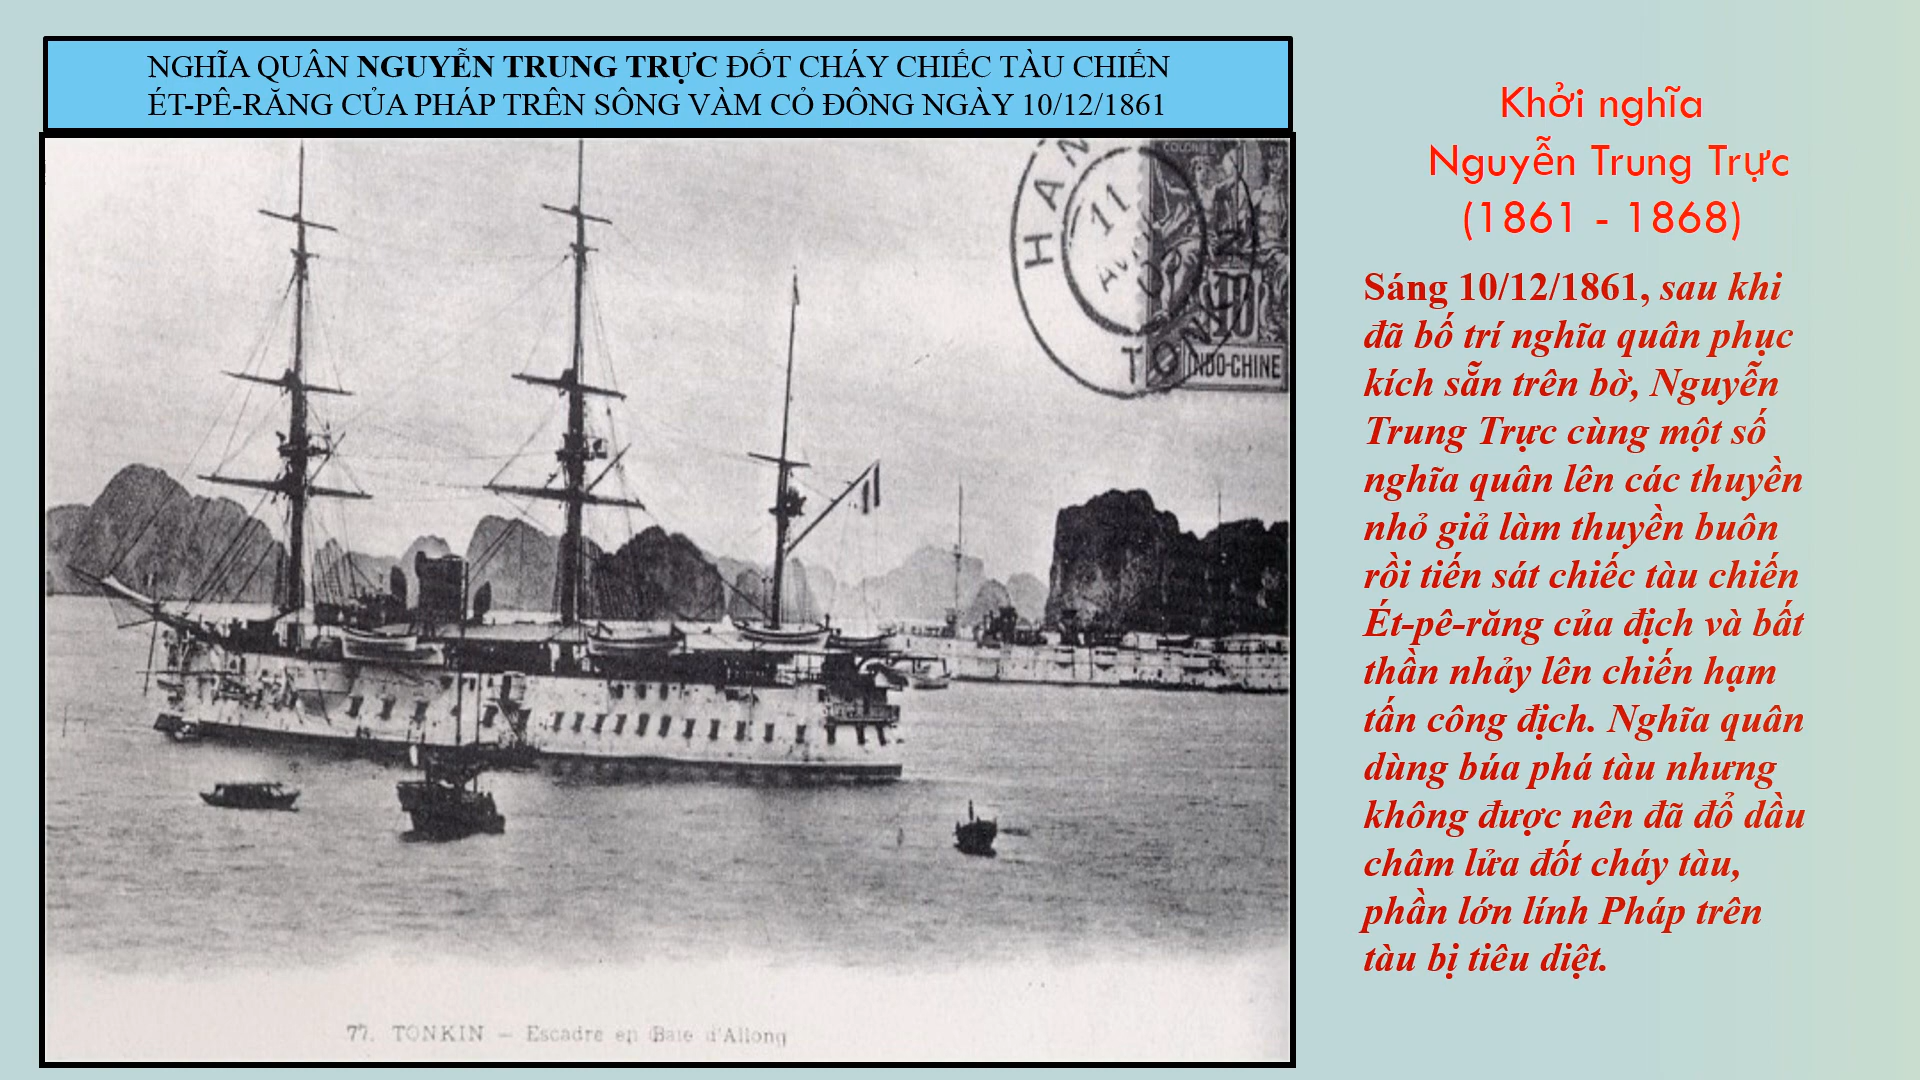 NGHĨA QUÂN NGUYỄN TRUNG TRỰC ĐỐT CHÁY CHIẾC TÀU CHIẾN
ÉT-PÊ-RĂNG CỦA PHÁP TRÊN SÔNG VÀM CỎ ĐÔNG NGÀY 10/12/1861
COLONIES
HAN
11
10
INDO-CHINE
77. TONKIN – Escadre en Baie d'Along
Khởi nghĩa
Nguyễn Trung Trực
(1861 - 1868)
Sáng 10/12/1861, sau khi
đã bố trí nghĩa quân phục
kích sẵn trên bờ, Nguyễn
Trung Trực cùng một số
nghĩa quân lên các thuyền
nhỏ giả làm thuyền buôn
rồi tiến sát chiếc tàu chiến
Ét-pê-răng của địch và bất
thần nhảy lên chiến hạm
tấn công địch. Nghĩa quân
dùng búa phá tàu nhưng
không được nên đã đổ dầu
châm lửa đốt cháy tàu,
phần lớn lính Pháp trên
tàu bị tiêu diệt.